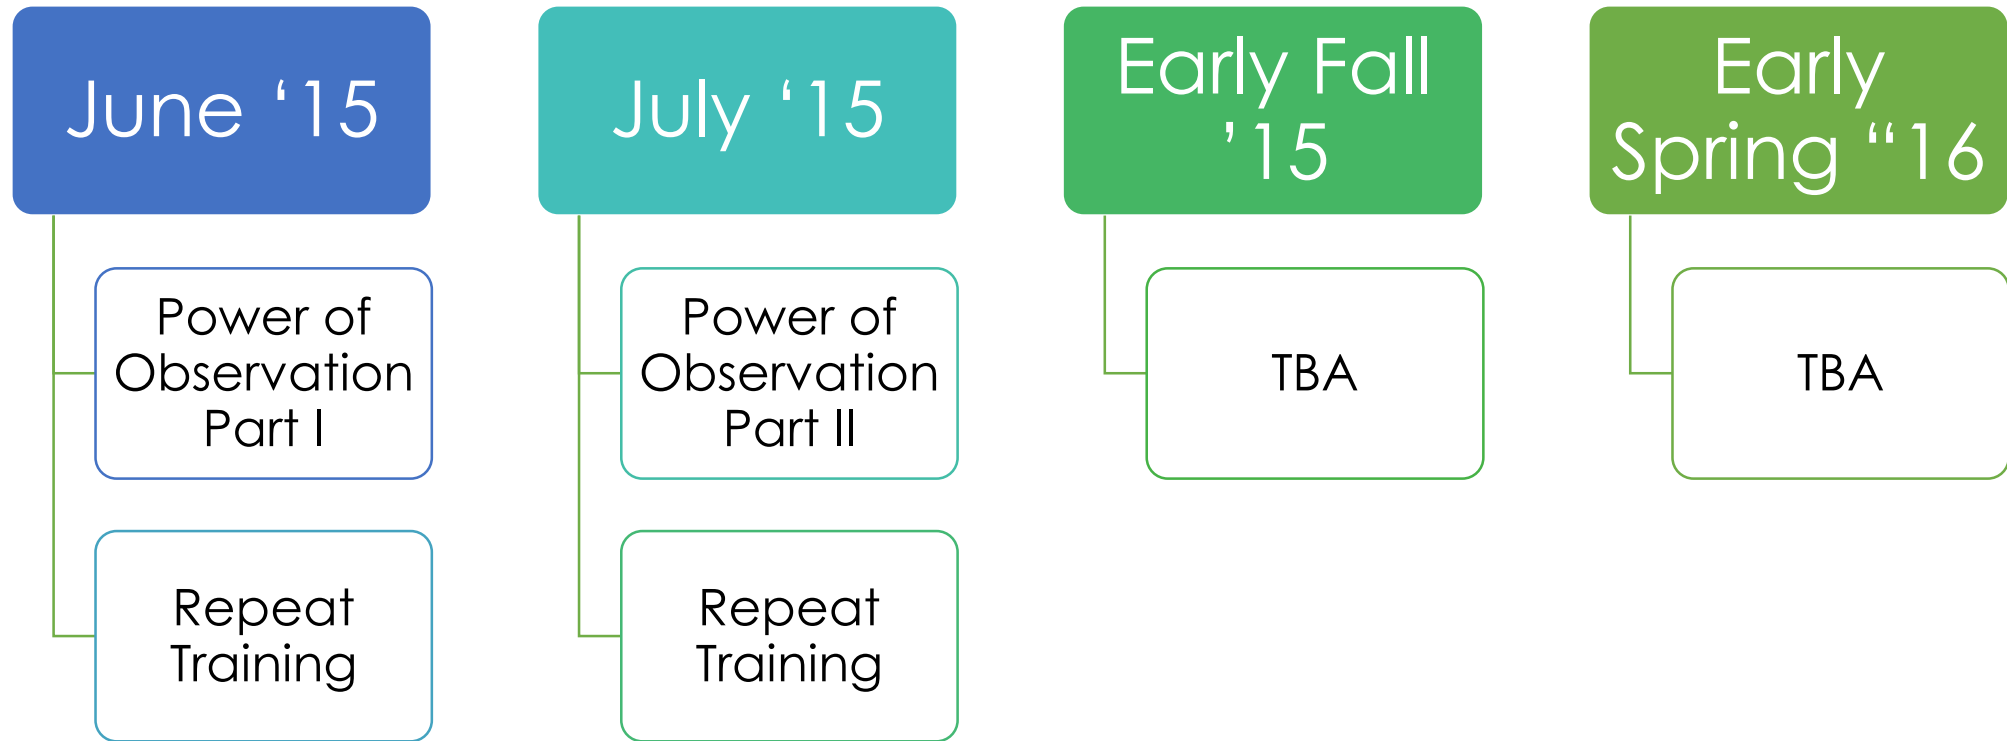 June ‘15
Power of
Observation
Part I
Repeat
Training
July ‘15
Power of
Observation
Part II
Repeat
Training
Early Fall
’15
TBA
Early
Spring “16
TBA